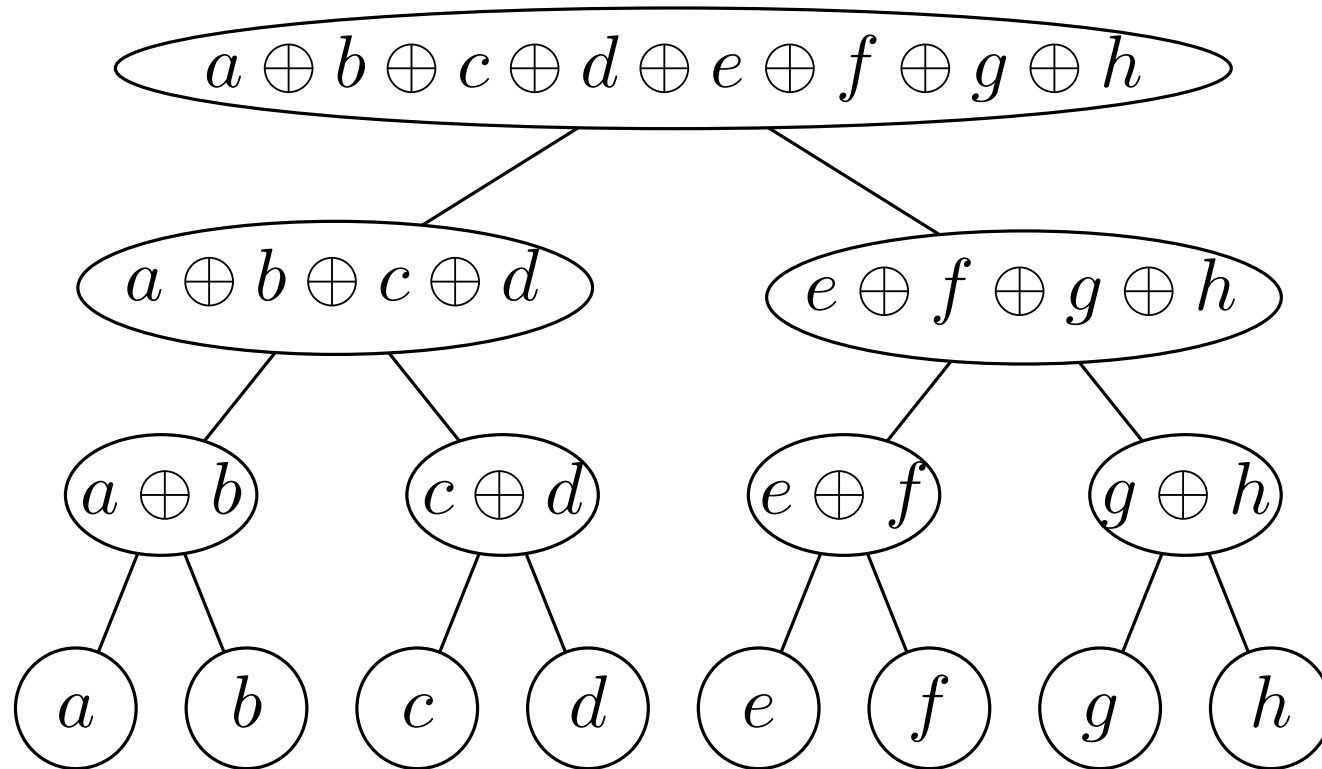 a ⊕ b ⊕ c ⊕ d ⊕ e ⊕ f ⊕ g ⊕ h
a ⊕ b ⊕ c ⊕ d
e ⊕ f ⊕ g ⊕ h
a ⊕ b
c ⊕ d
e ⊕ f
g ⊕ h
a
b
c
d
e
f
g
h